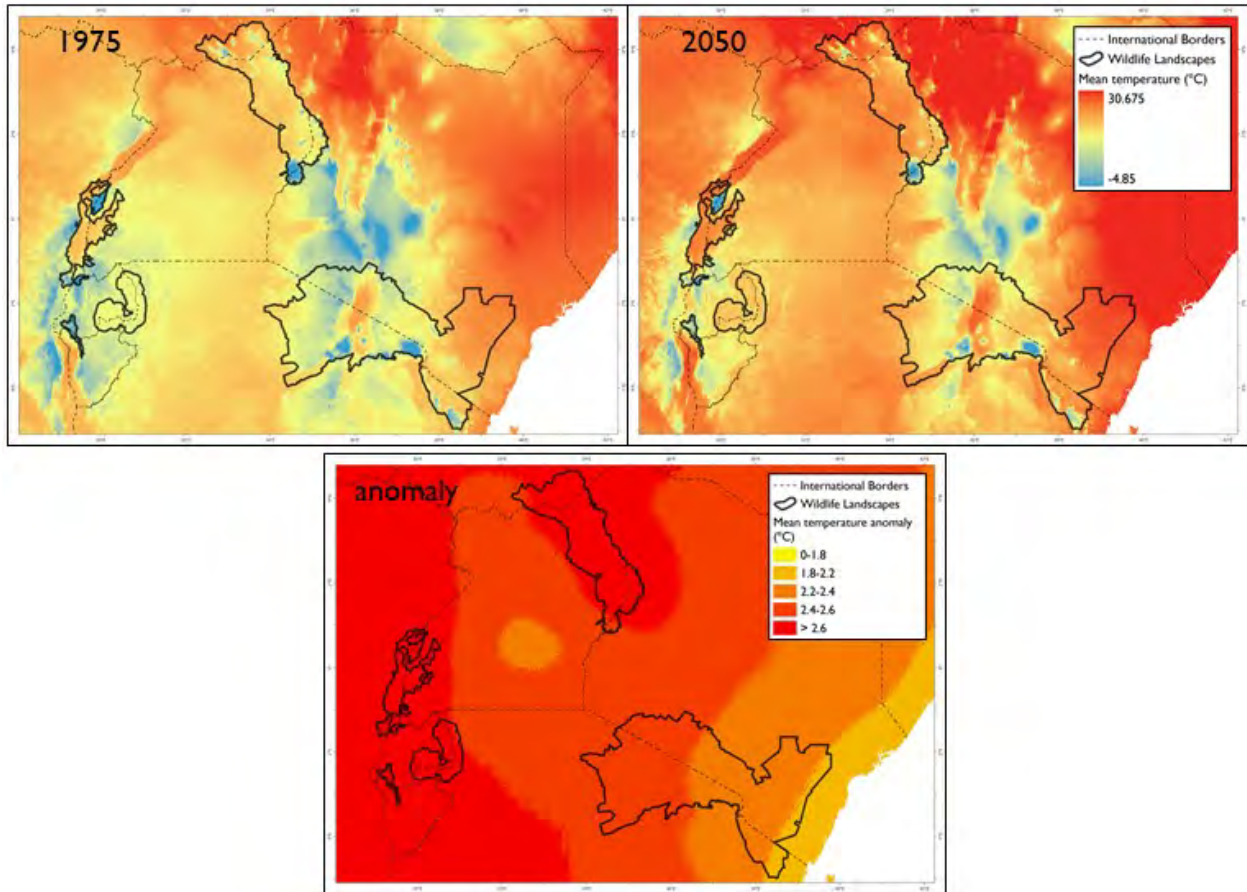 1975
2050
International Borders
Wildlife Landscapes
Mean temperature (°C)
30.675
-4.85
anomaly
International Borders
Wildlife Landscapes
Mean temperature anomaly
(°C)
0-1.8
1.8-2.2
2.2-2.4
2.4-2.6
> 2.6